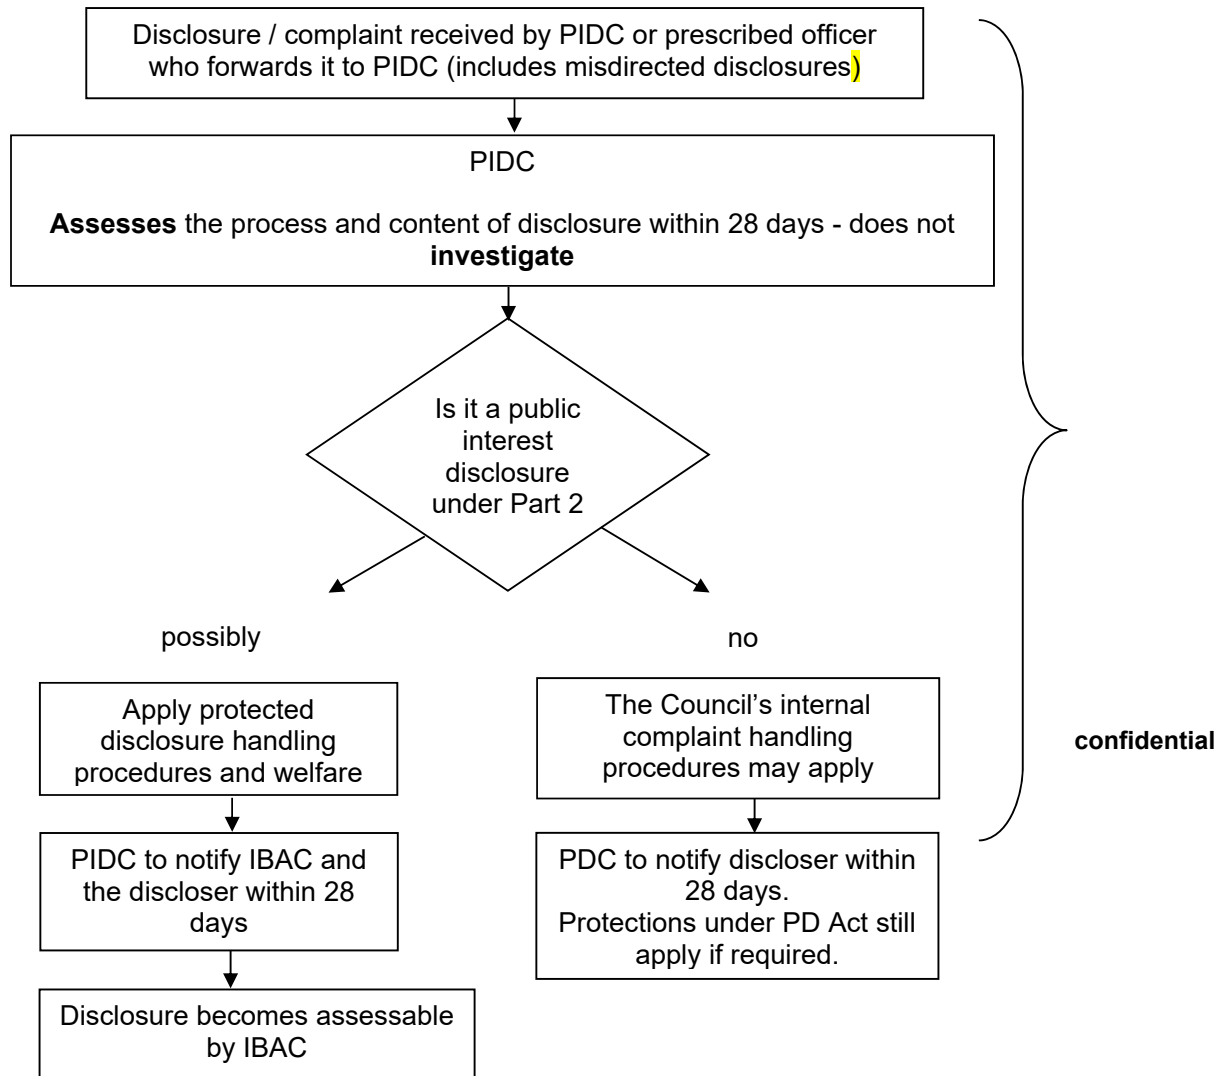 Disclosure / complaint received by PIDC or prescribed officer
who forwards it to PIDC (includes misdirected disclosures)
PIDC
Assesses the process and content of disclosure within 28 days - does not
investigate
Is it a public
interest
disclosure
under Part 2
possibly
no
Apply protected
disclosure handling
procedures and welfare
The Council’s internal
complaint handling
procedures may apply
confidential
PIDC to notify IBAC and
the discloser within 28
days
PDC to notify discloser within
28 days.
Protections under PD Act still
apply if required.
Disclosure becomes assessable
by IBAC